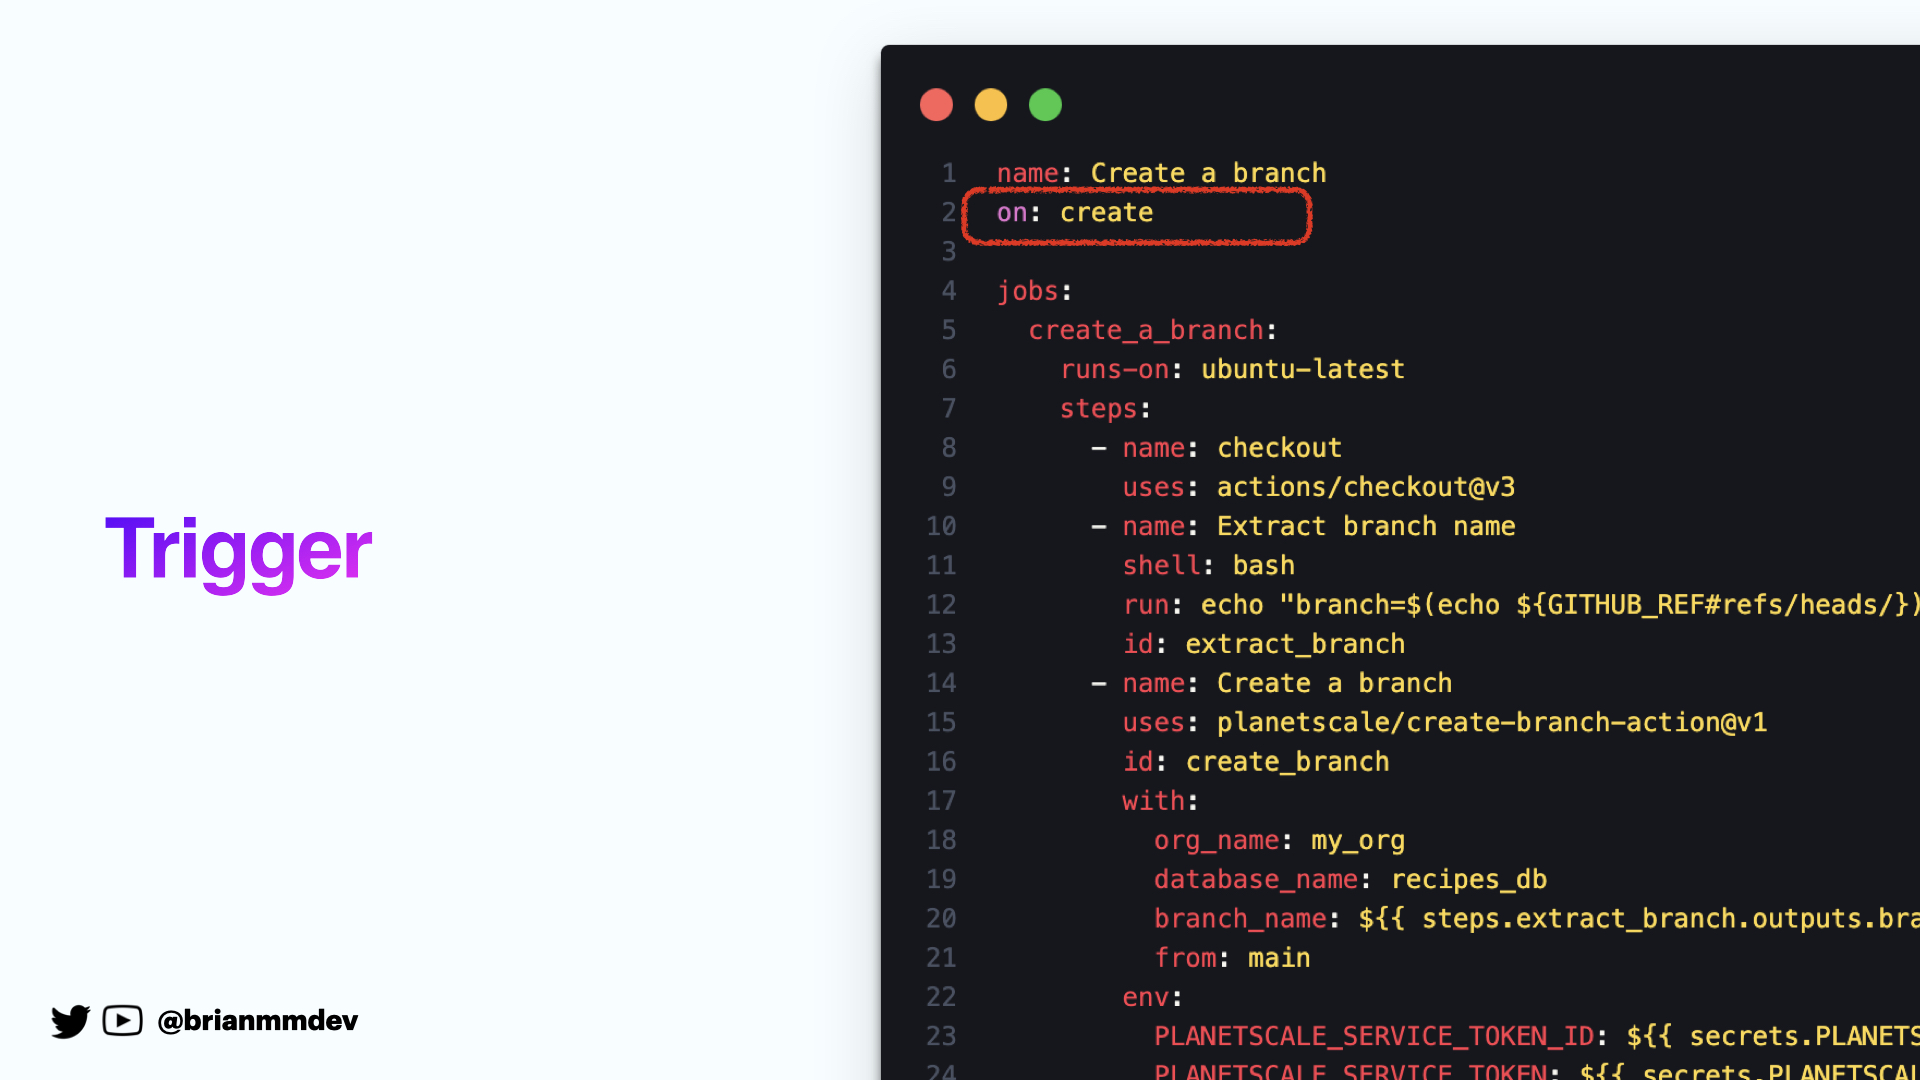 Trigger
@brianmmdev
1 name: Create a branch
2 on: create
3
4 jobs:
5 create_a_branch:
6 runs-on: ubuntu-latest
7 steps:
8 - name: checkout
9 uses: actions/checkout@v3
10 - name: Extract branch name
11 shell: bash
12 run: echo "branch=$(echo ${GITHUB_REF#refs/heads/})
13 id: extract_branch
14 - name: Create a branch
15 uses: planetscale/create-branch-action@v1
16 id: create_branch
17 with:
18 org_name: my_org
19 database_name: recipes_db
20 branch_name: ${{ steps.extract_branch.outputs.bra
21 from: main
22 env:
23 PLANETSCALE_SERVICE_TOKEN_ID: ${{ secrets.PLANETS
24 PLANETSCALE_SERVICE_TOKEN: ${{ secrets.PLANETSCAL